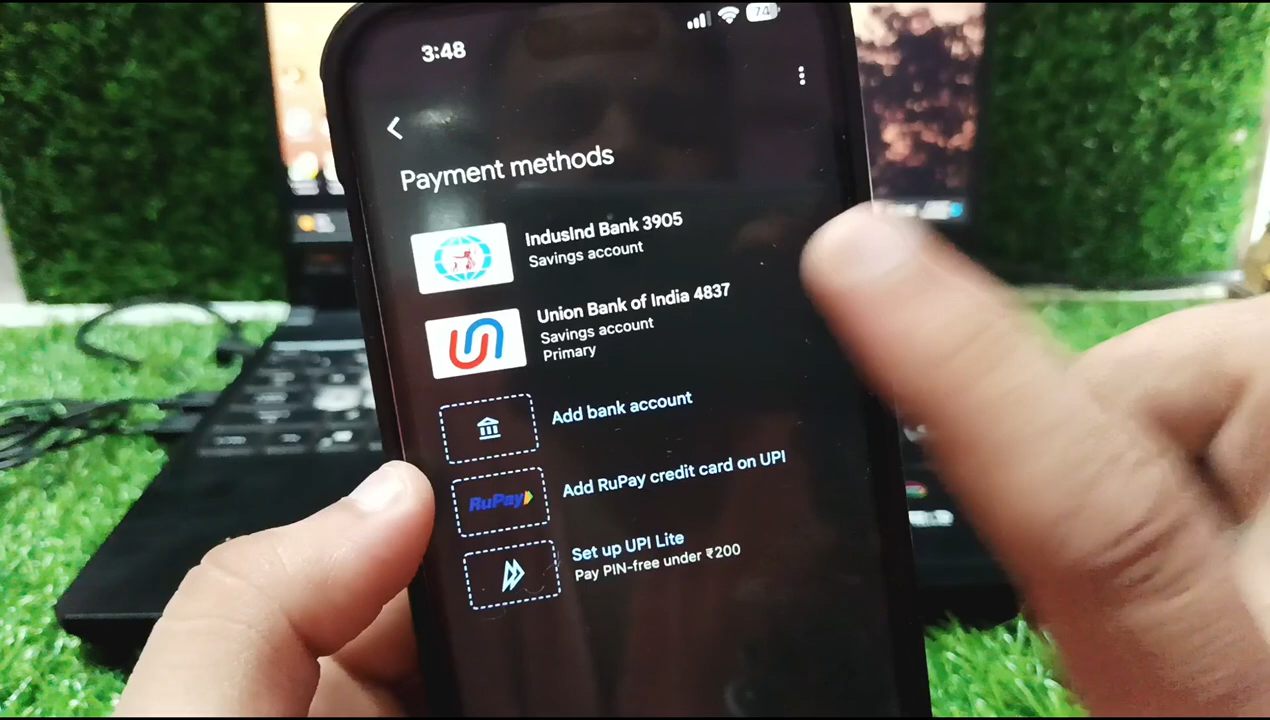 3:48
74
Payment methods
IndusInd Bank 3905
Savings account
Union Bank of India 4837
Savings account
Primary
Add bank account
RuPay
Add RuPay credit card on UPI
Set up UPI Lite
Pay PIN-free under ₹200